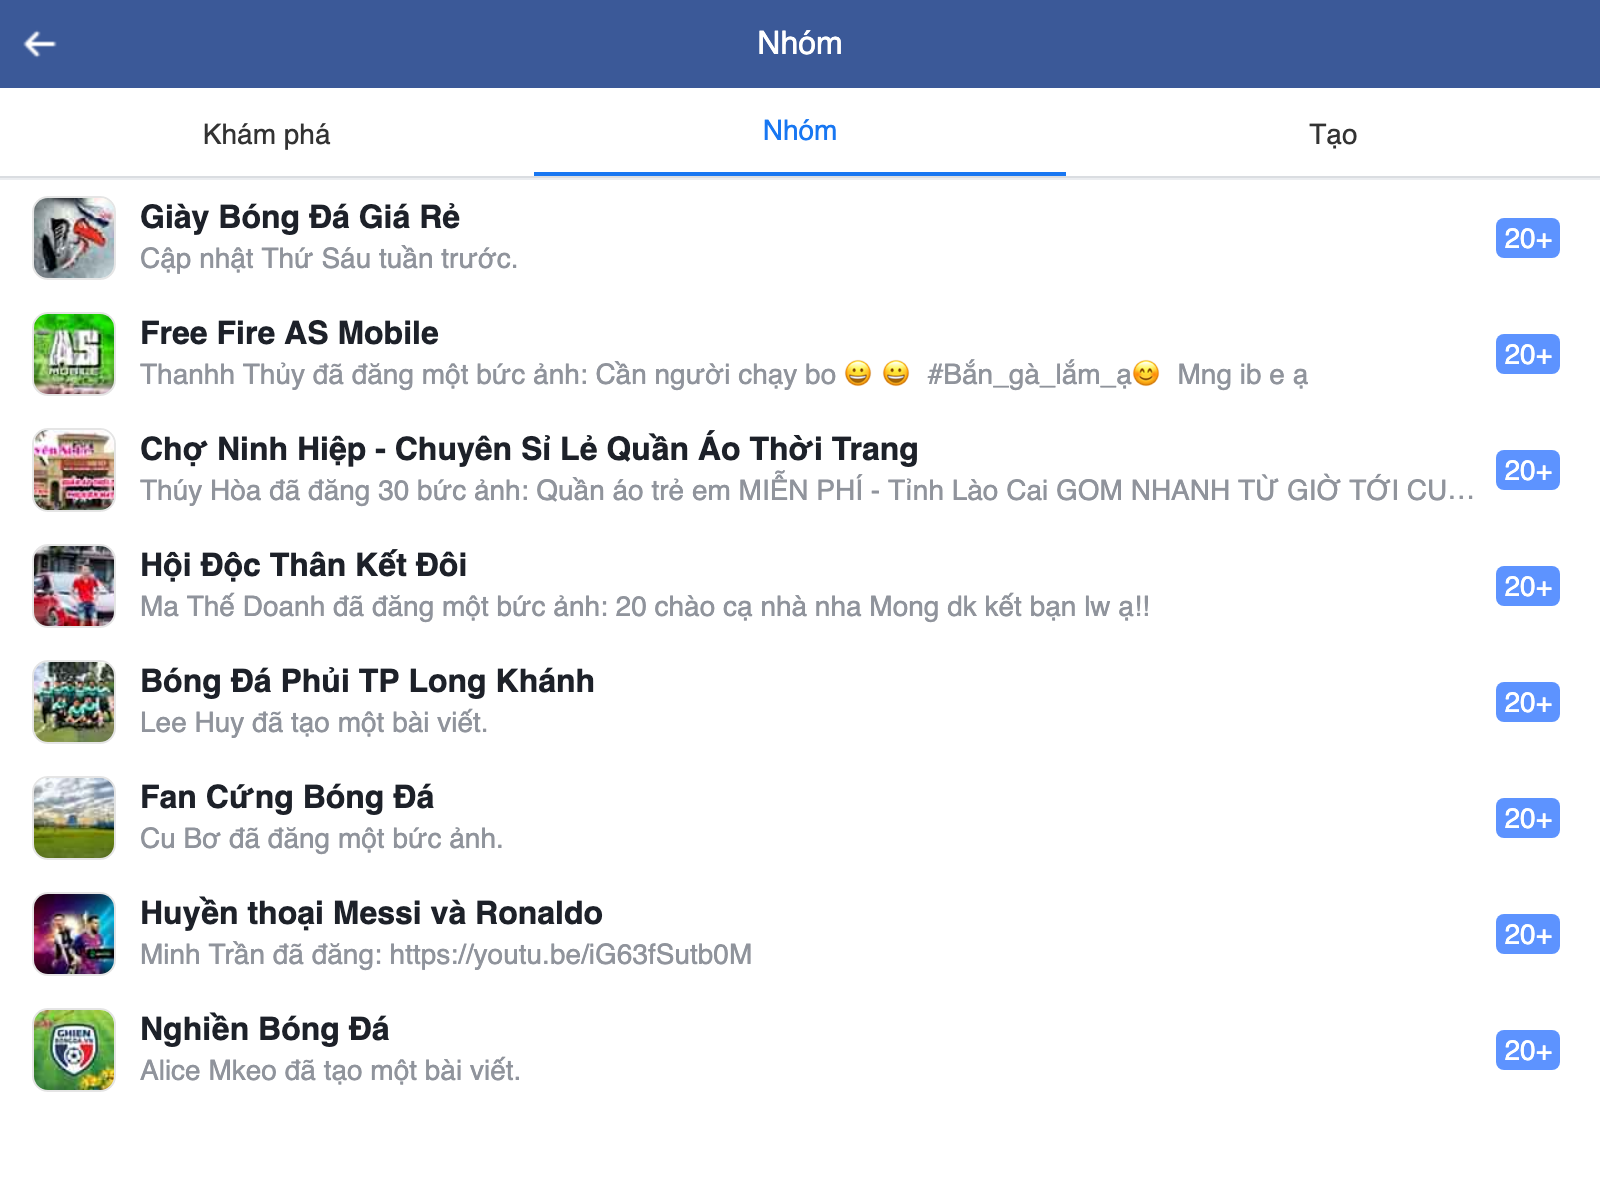 Nhóm
Khám phá
Nhóm
Tạo
Giày Bóng Đá Giá Rẻ
Cập nhật Thứ Sáu tuần trước.
20+
Free Fire AS Mobile
Thanhh Thủy đã đăng một bức ảnh: Cần người chạy bo 😀 😀 #Bắn_gà_lắm_ạ😊 Mng ib e ạ
20+
AS
MOBILE
Chợ Ninh Hiệp - Chuyên Sỉ Lẻ Quần Áo Thời Trang
Thúy Hòa đã đăng 30 bức ảnh: Quần áo trẻ em MIỄN PHÍ - Tỉnh Lào Cai GOM NHANH TỪ GIỜ TỚI CU...
20+
Hội Độc Thân Kết Đôi
Ma Thế Doanh đã đăng một bức ảnh: 20 chào cạ nhà nha Mong dk kết bạn lw ạ!!
20+
Bóng Đá Phủi TP Long Khánh
Lee Huy đã tạo một bài viết.
20+
Fan Cứng Bóng Đá
Cu Bơ đã đăng một bức ảnh.
20+
Huyền thoại Messi và Ronaldo
Minh Trần đã đăng: https://youtu.be/iG63fSutb0M
20+
Nghiền Bóng Đá
Alice Mkeo đã tạo một bài viết.
20+
GHIEN
BONGDA.VN